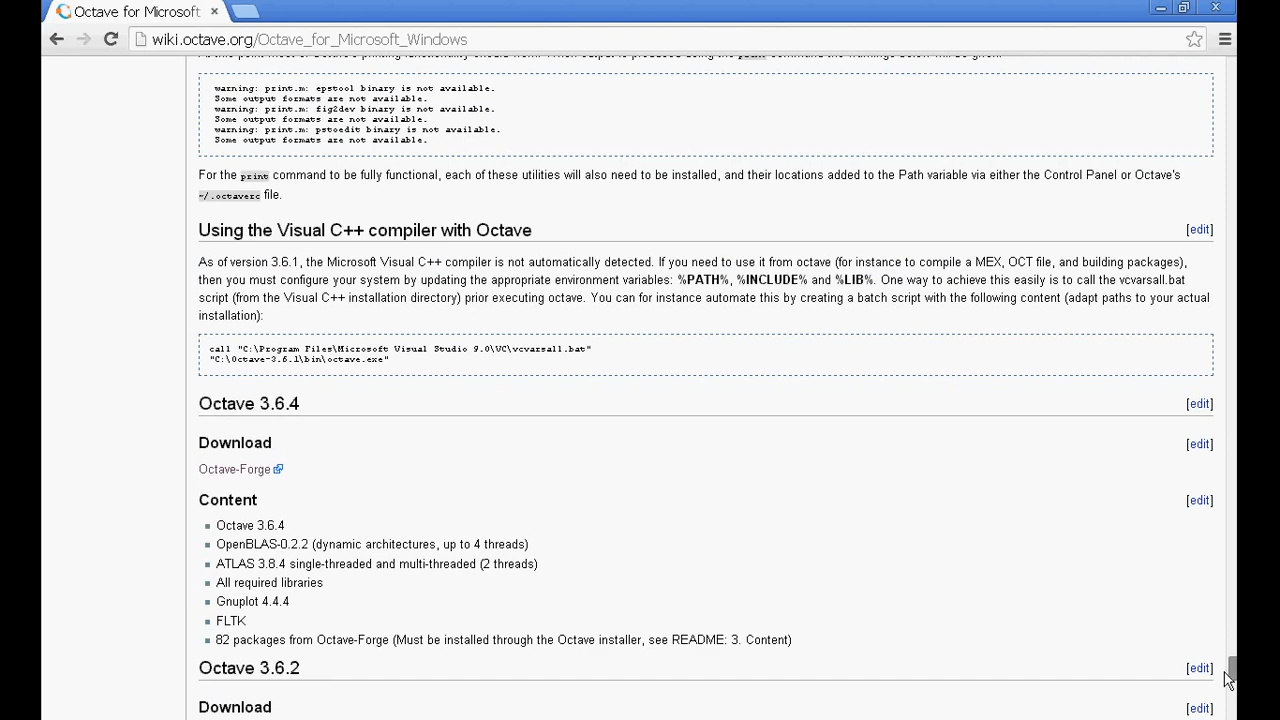 Octave for Microsoft
wiki.octave.org/Octave_for_Microsoft_Windows
warning: print.m: epstool binary is not available.
Some output formats are not available.
warning: print.m: fig2dev binary is not available.
Some output formats are not available.
warning: print.m: pstoedit binary is not available.
Some output formats are not available.
For the print command to be fully functional, each of these utilities will also need to be installed, and their locations added to the Path variable via either the Control Panel or Octave's
~/.octaverc file.
Using the Visual C++ compiler with Octave [edit]
As of version 3.6.1, the Microsoft Visual C++ compiler is not automatically detected. If you need to use it from octave (for instance to compile a MEX, OCT file, and building packages),
then you must configure your system by updating the appropriate environment variables: %PATH%, %INCLUDE% and %LIB%. One way to achieve this easily is to call the vcvarsall.bat
script (from the Visual C++ installation directory) prior executing octave. You can for instance automate this by creating a batch script with the following content (adapt paths to your actual
installation):
call "C:\Program Files\Microsoft Visual Studio 9.0\VC\vcvarsall.bat"
"C:\Octave-3.6.1\bin\octave.exe"
Octave 3.6.4 [edit]
Download [edit]
Octave-Forge
Content [edit]
Octave 3.6.4
OpenBLAS-0.2.2 (dynamic architectures, up to 4 threads)
ATLAS 3.8.4 single-threaded and multi-threaded (2 threads)
All required libraries
Gnuplot 4.4.4
FLTK
82 packages from Octave-Forge (Must be installed through the Octave installer, see README: 3. Content)
Octave 3.6.2 [edit]
Download [edit]